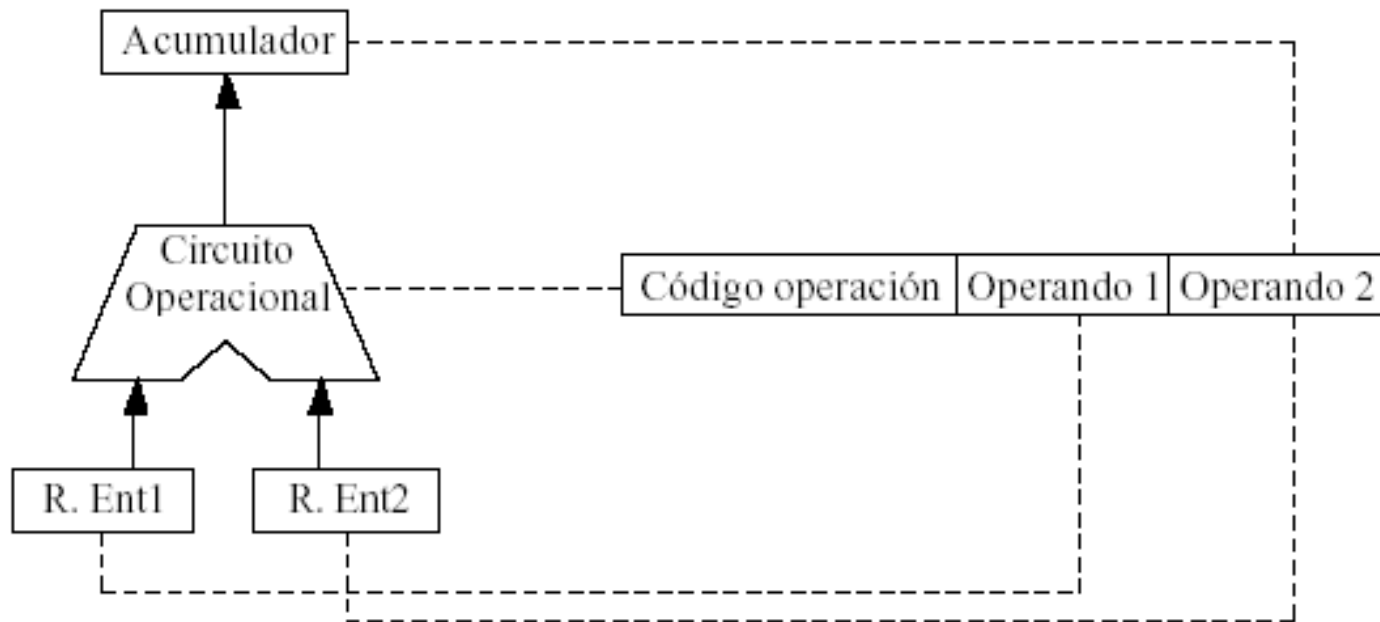 Acumulador
Circuito
Operacional
Código operación
Operando 1
Operando 2
R. Ent1
R. Ent2